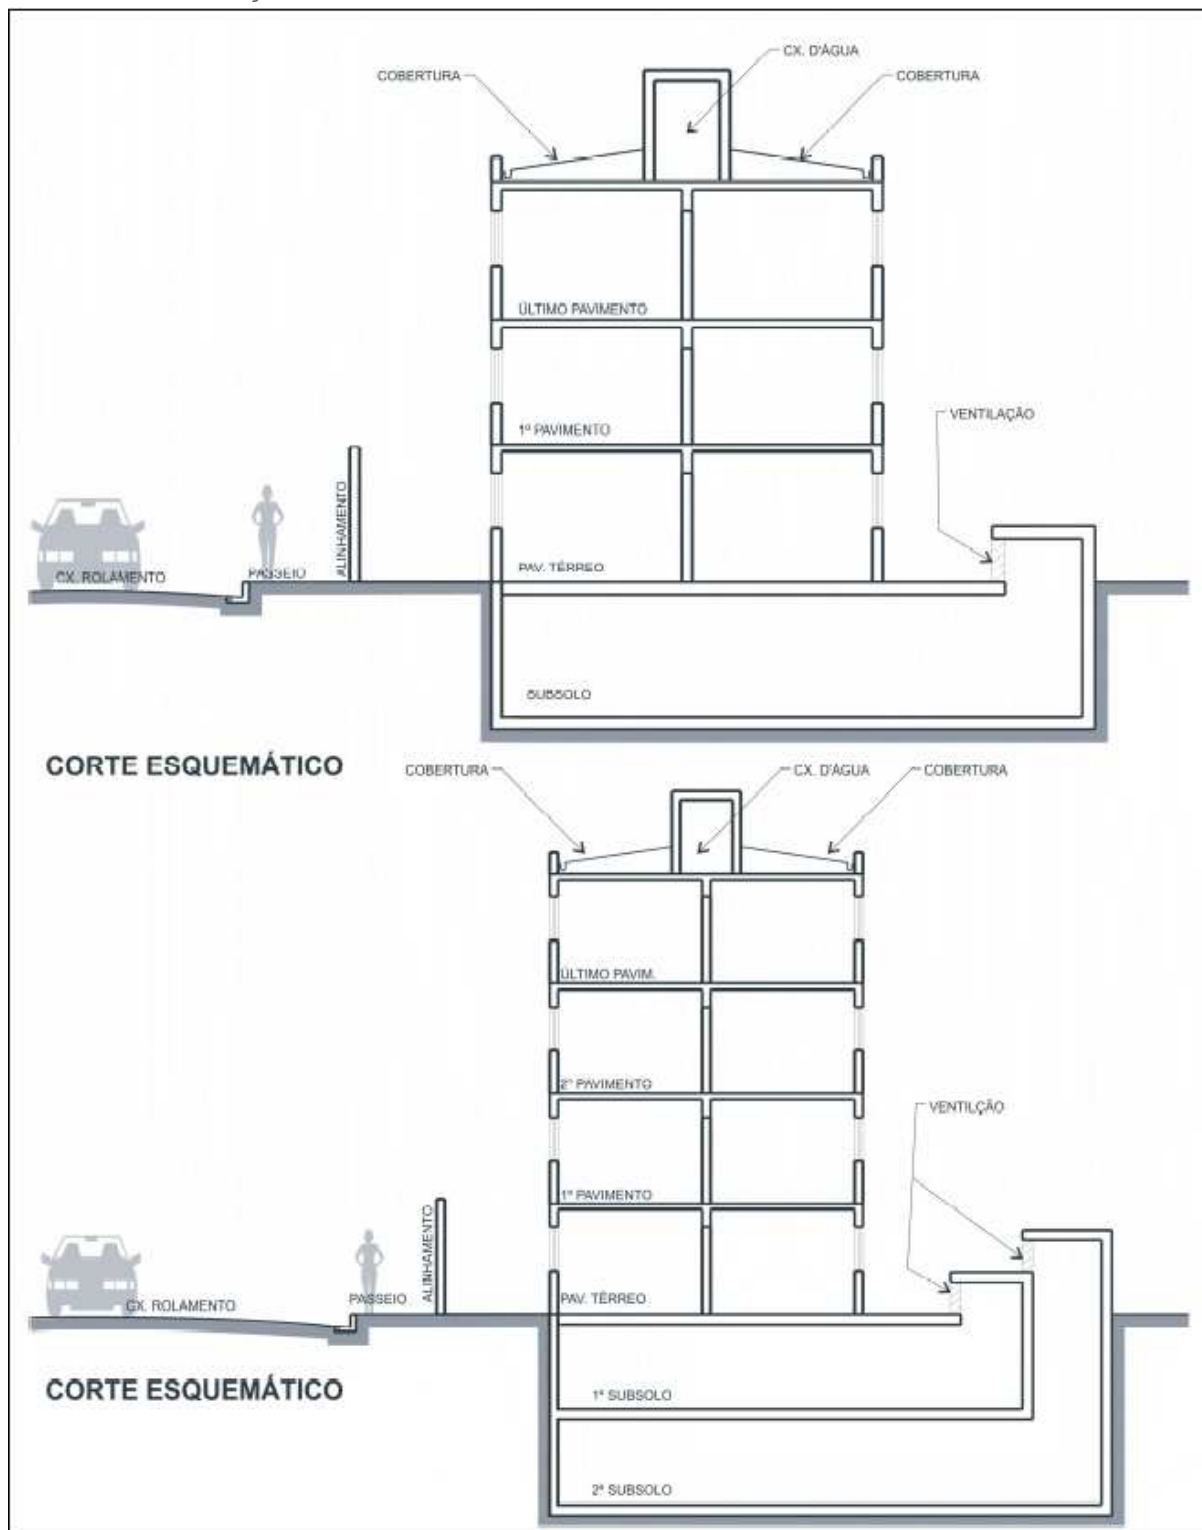 CX. D'ÁGUA
COBERTURA
COBERTURA
ÚLTIMO PAVIMENTO
1º PAVIMENTO
VENTILAÇÃO
ALINHAMENTO
CX. ROLAMENTO
PASSEIO
PAV. TÉRREO
SUBSOLO
CORTE ESQUEMÁTICO
COBERTURA
CX. D'ÁGUA
COBERTURA
ÚLTIMO PAVIM.
2º PAVIMENTO
VENTILÇÃO
1º PAVIMENTO
ALINHAMENTO
CX. ROLAMENTO
PASSEIO
PAV. TÉRREO
CORTE ESQUEMÁTICO
1º SUBSOLO
2º SUBSOLO